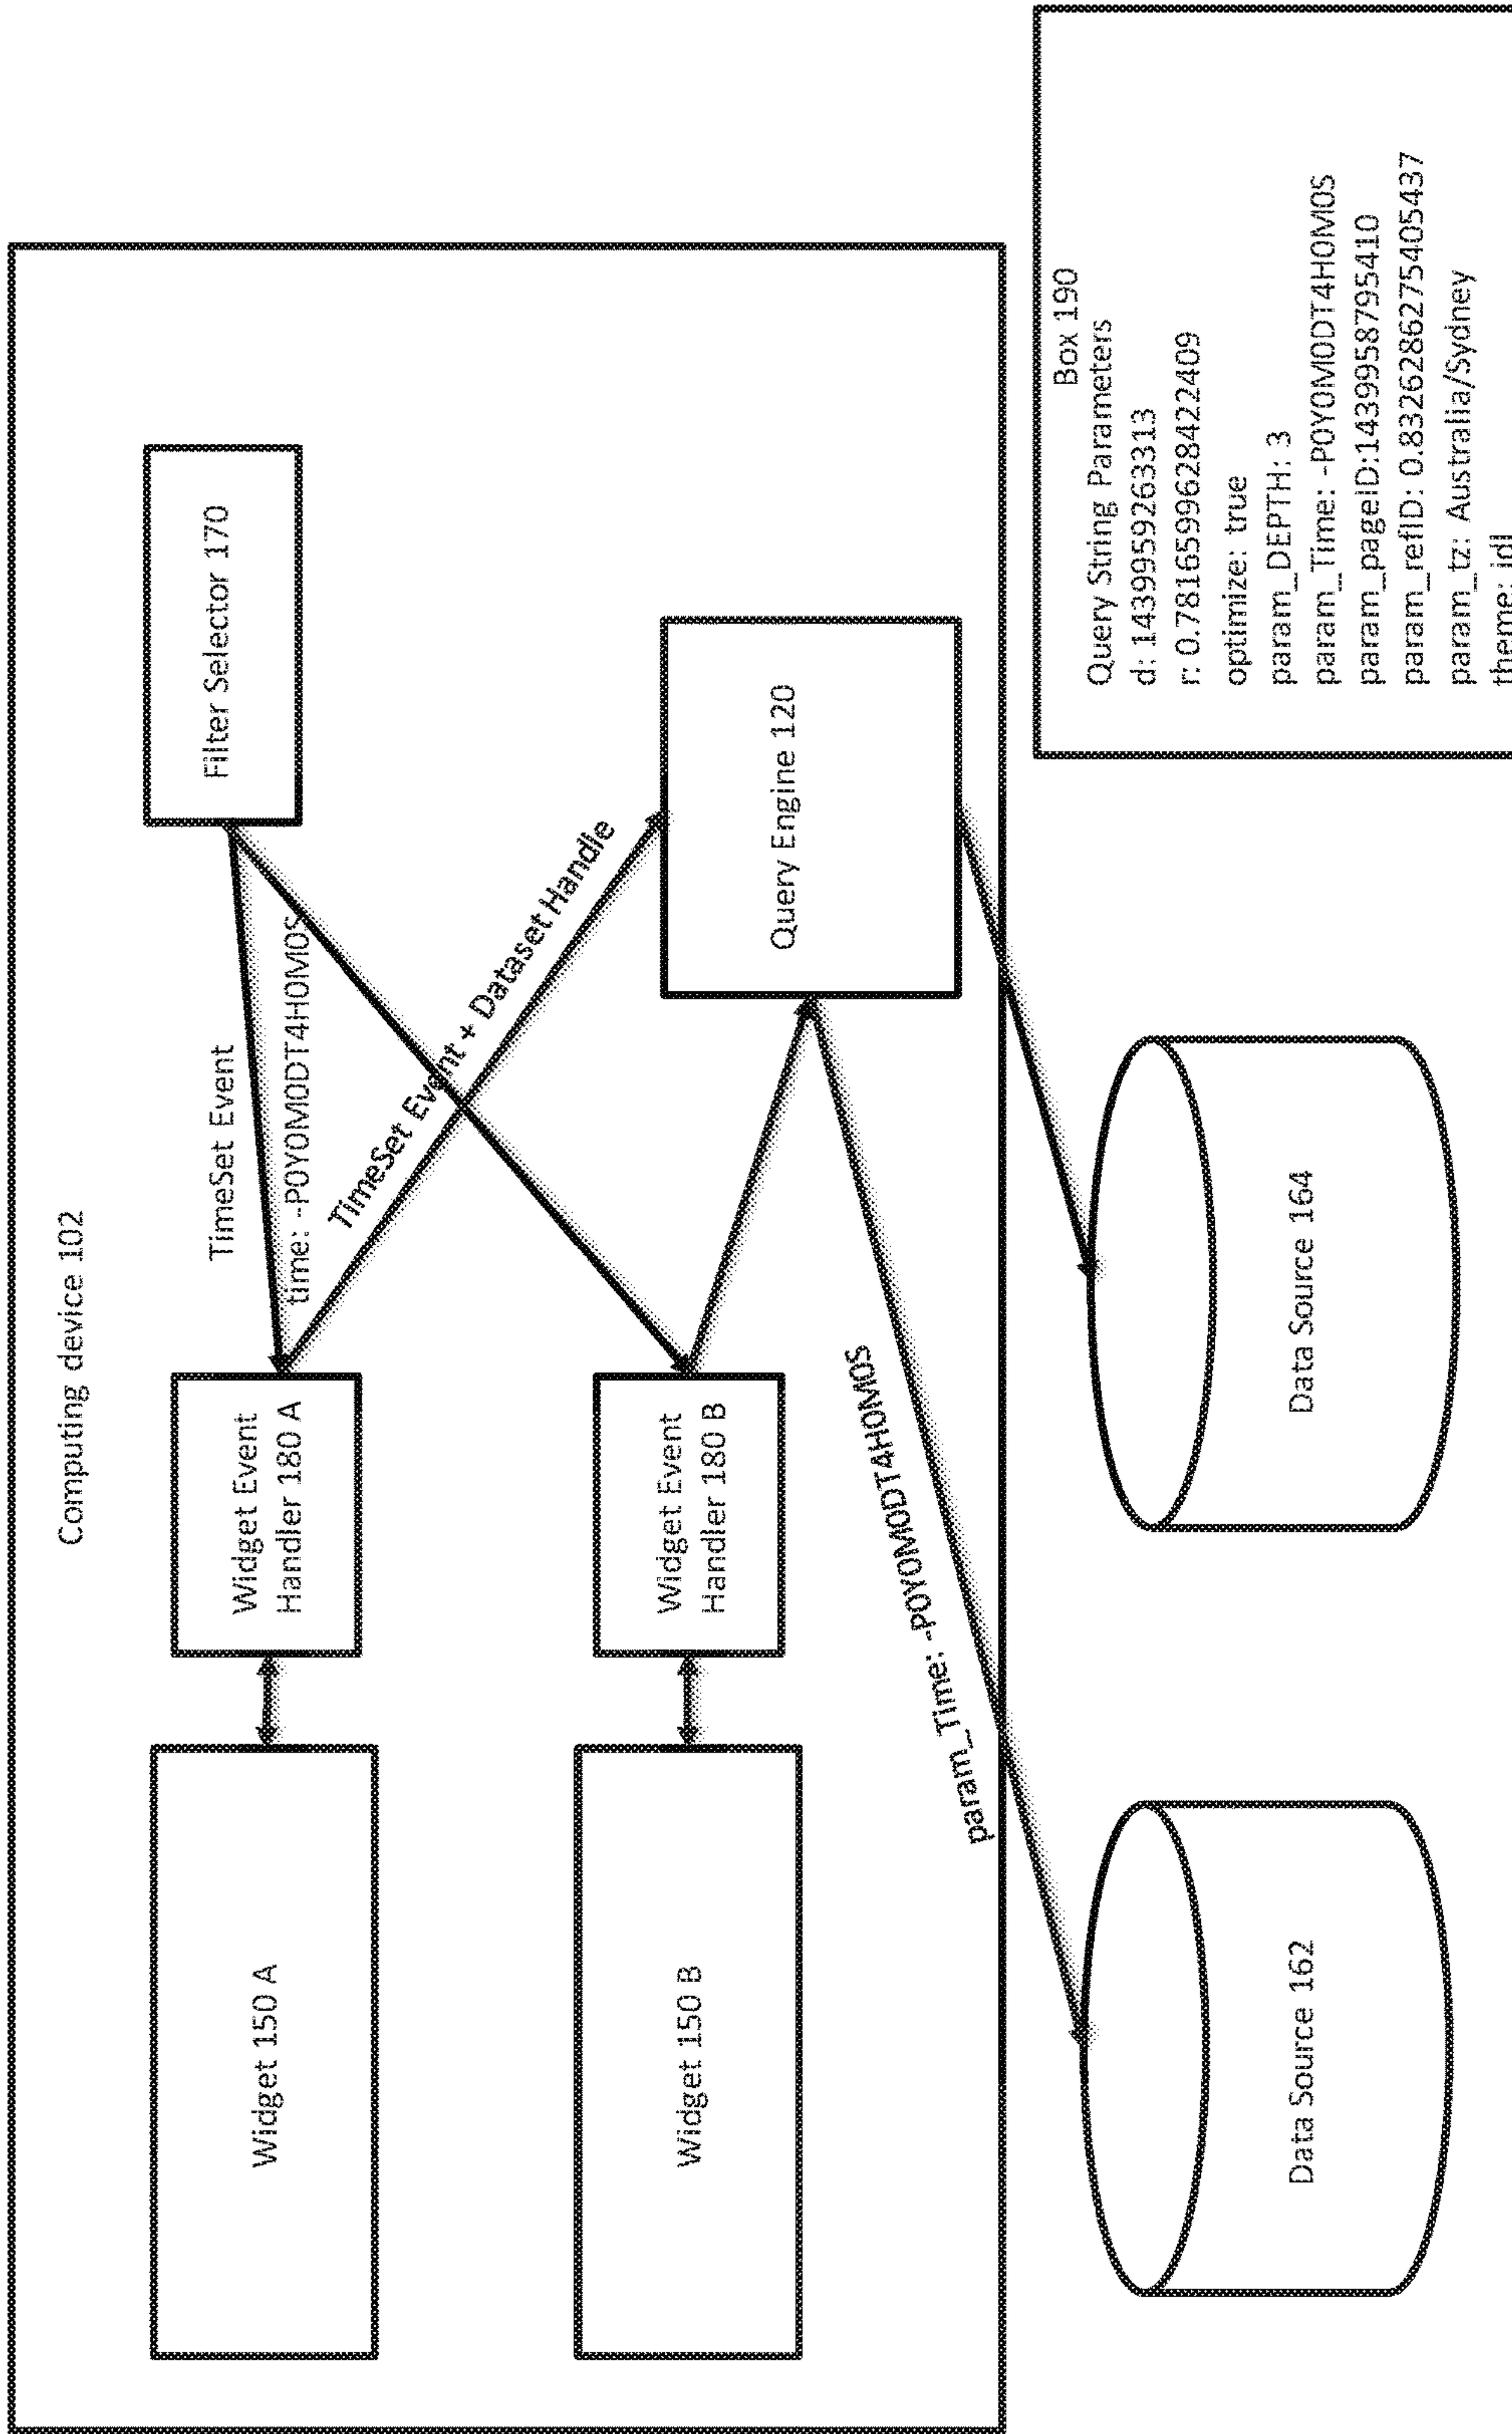 Computing device 102
Widget 150 A
Widget Event
Handler 180 A
TimeSet Event
time: -P0Y0M0DT4H0M0S
Filter Selector 170
TimeSet Event + Dataset Handle
Widget 150 B
Widget Event
Handler 180 B
Query Engine 120
param_Time: -P0Y0M0DT4H0M0S
Data Source 162
Data Source 164
Box 190
Query String Parameters
d: 1439959263313
r: 0.7816599628422409
optimize: true
param_DEPTH: 3
param_Time: -P0Y0M0DT4H0M0S
param_pageID:1439958795410
param_refID: 0.8326286275405437
param_tz: Australia/Sydney
theme: idl